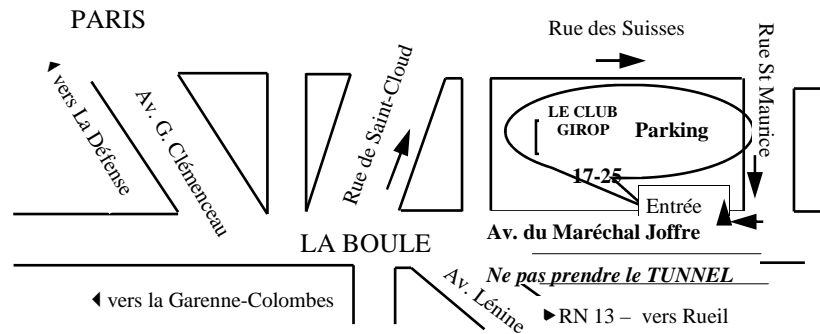 PARIS
Rue des Suisses
Rue St Maurice
vers La Défense
Av. G. Clémenceau
Rue de Saint-Cloud
LE CLUB
GIROP
Parking
17-25
Entrée
LA BOULE
Av. du Maréchal Joffre
Ne pas prendre le TUNNEL
vers la Garenne-Colombes
Av. Lénine
RN 13 – vers Rueil